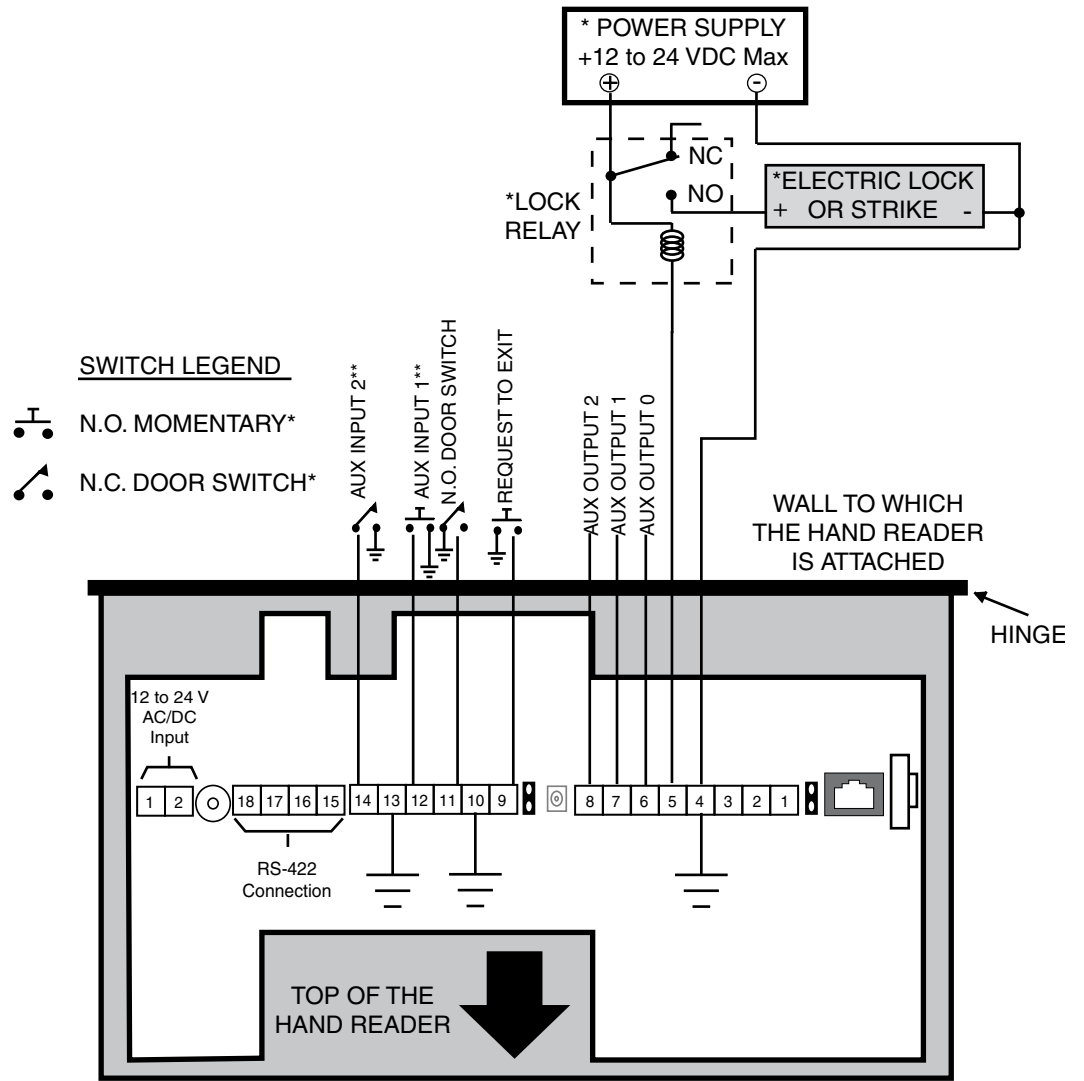 * POWER SUPPLY
+12 to 24 VDC Max
+ -
NC
NO
*LOCK
RELAY
*ELECTRIC LOCK
+ OR STRIKE -
SWITCH LEGEND
N.O. MOMENTARY*
N.C. DOOR SWITCH*
AUX INPUT 2**
AUX INPUT 1**
N.O. DOOR SWITCH
REQUEST TO EXIT
AUX OUTPUT 2
AUX OUTPUT 1
AUX OUTPUT 0
WALL TO WHICH
THE HAND READER
IS ATTACHED
HINGE
12 to 24 V
AC/DC
Input
1 2 18 17 16 15 14 13 12 11 10 9 8 7 6 5 4 3 2 1
RS-422
Connection
TOP OF THE
HAND READER